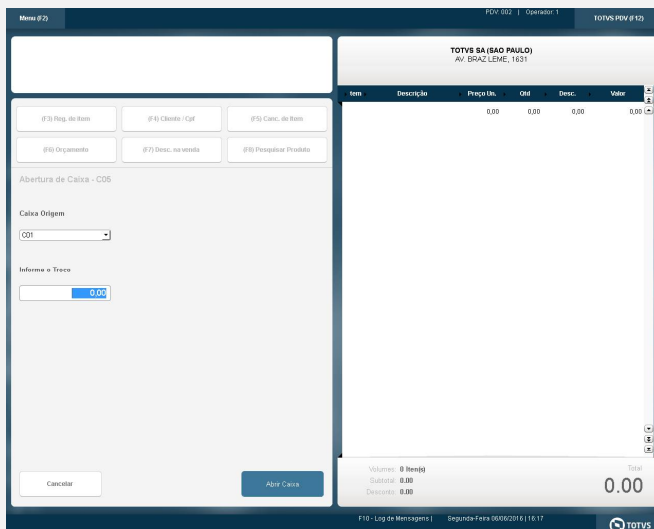 Menu (F2)
PDV: 002 | Operador: 1
TOTVS PDV (F12)
TOTVS SA (SAO PAULO)
AV. BRAZ LEME, 1631
Item Descrição Preço Un. Qtd Desc. Valor
0,00 0,00 0,00 0,00
(F3) Reg. de Item (F4) Cliente / Cpf (F5) Canc. de Item
(F6) Orçamento (F7) Desc. na venda (F8) Pesquisar Produto
Abertura de Caixa - C05
Caixa Origem
C01
Informe o Troco
0,00
Cancelar Abrir Caixa
Volumes: 0 Iten(s)
Subtotal: 0.00
Desconto: 0.00
Total
0.00
F10 - Log de Mensagens | Segunda-Feira 06/06/2016 | 16:17
TOTVS